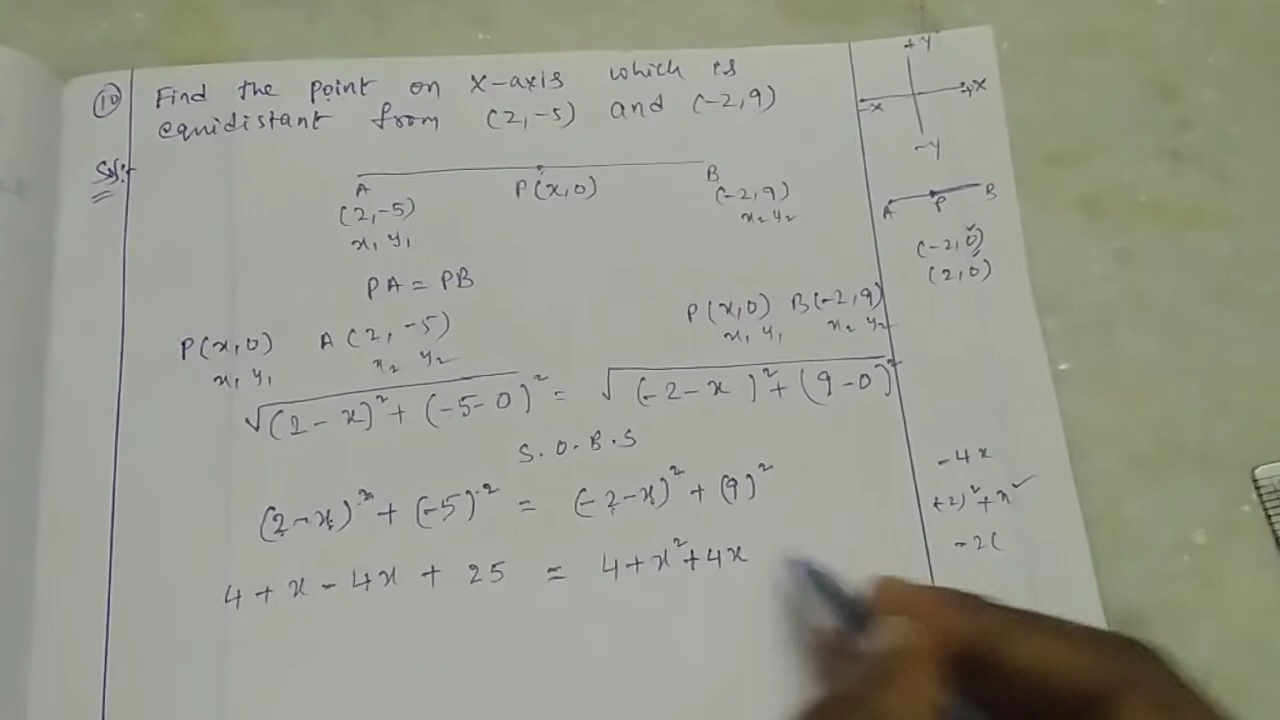 10 Find the point on x-axis which is
equidistant from (2,-5) and (-2,9)
Sol:-
A P(x,0) B
(2,-5) (-2,9)
x₁ y₁ x₂ y₂
PA = PB
P(x,0) A(2,-5) P(x,0) B(-2,9)
x₁ y₁ x₂ y₂ x₁ y₁ x₂ y₂
√(2-x)²+(-5-0)² = √(-2-x)²+(9-0)²
S.O.B.S
(2-x)²+(-5)² = (-2-x)²+(9)²
4+x-4x+25 = 4+x²+4x
+Y
-X +X
-Y
A P B
(-2,0)
(2,0)
-4x
(-2)²+x²
-2(